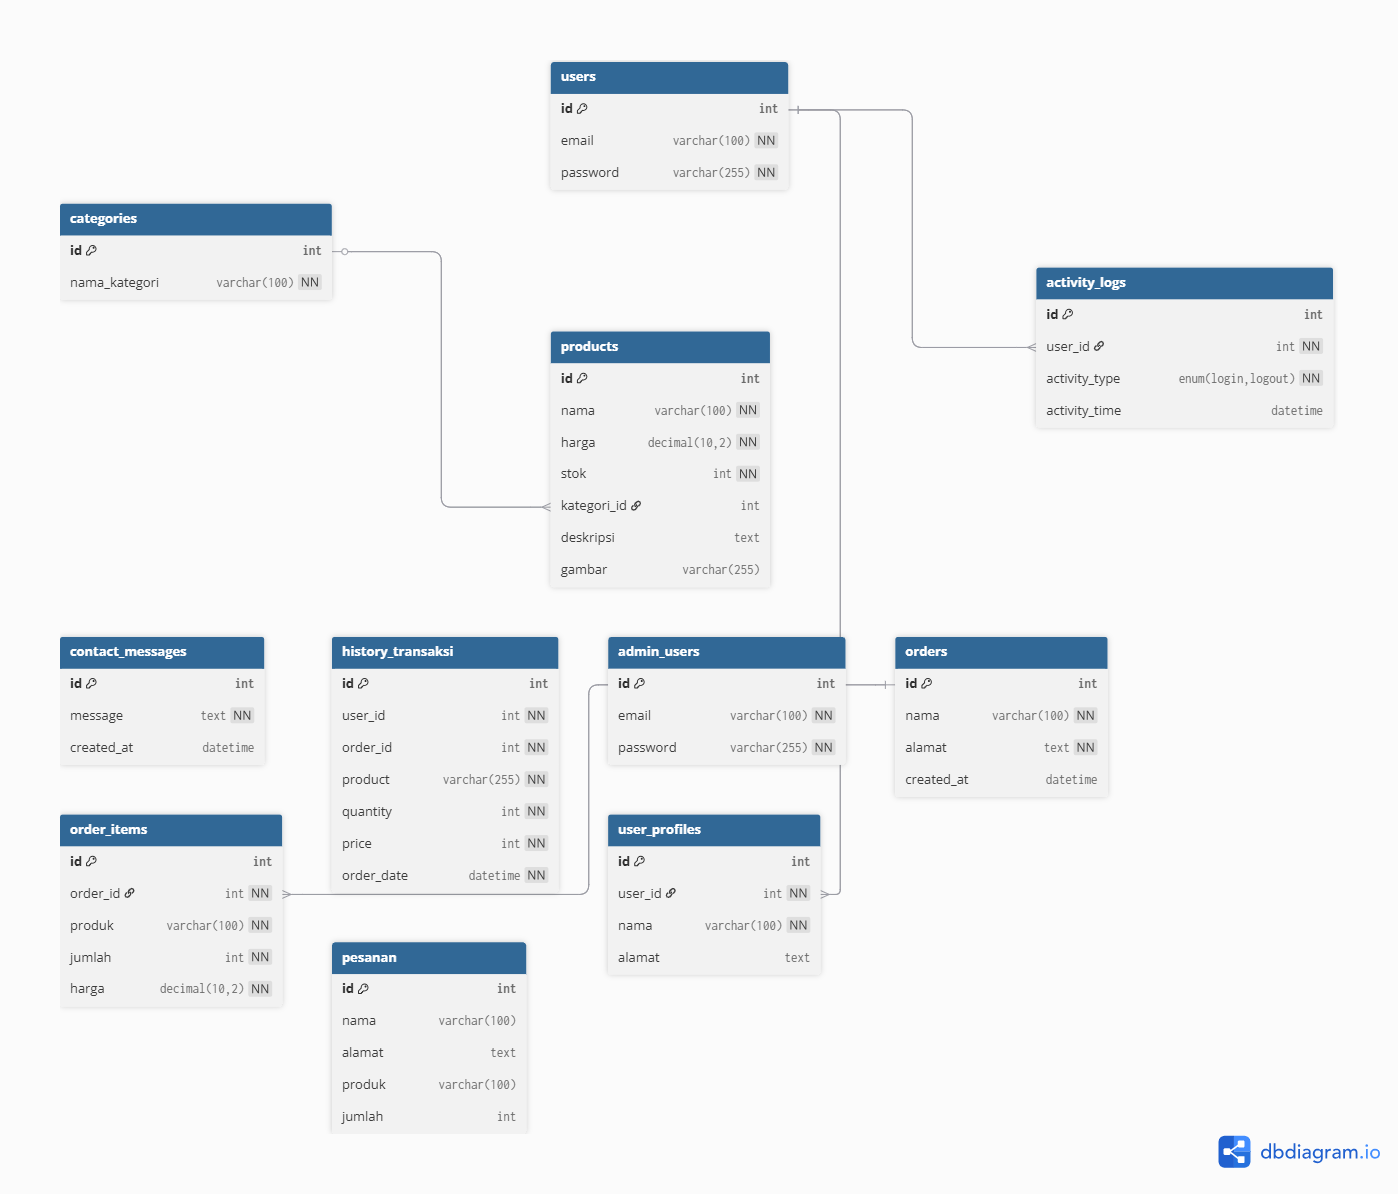 users
id int
email varchar(100) NN
password varchar(255) NN
categories
id int
nama_kategori varchar(100) NN
activity_logs
id int
user_id int NN
activity_type enum(login,logout) NN
activity_time datetime
products
id int
nama varchar(100) NN
harga decimal(10,2) NN
stok int NN
kategori_id int
deskripsi text
gambar varchar(255)
contact_messages
id int
message text NN
created_at datetime
history_transaksi
id int
user_id int NN
order_id int NN
product varchar(255) NN
quantity int NN
price int NN
order_date datetime NN
admin_users
id int
email varchar(100) NN
password varchar(255) NN
orders
id int
nama varchar(100) NN
alamat text NN
created_at datetime
order_items
id int
order_id int NN
produk varchar(100) NN
jumlah int NN
harga decimal(10,2) NN
user_profiles
id int
user_id int NN
nama varchar(100) NN
alamat text
pesanan
id int
nama varchar(100)
alamat text
produk varchar(100)
jumlah int
dbdiagram.io